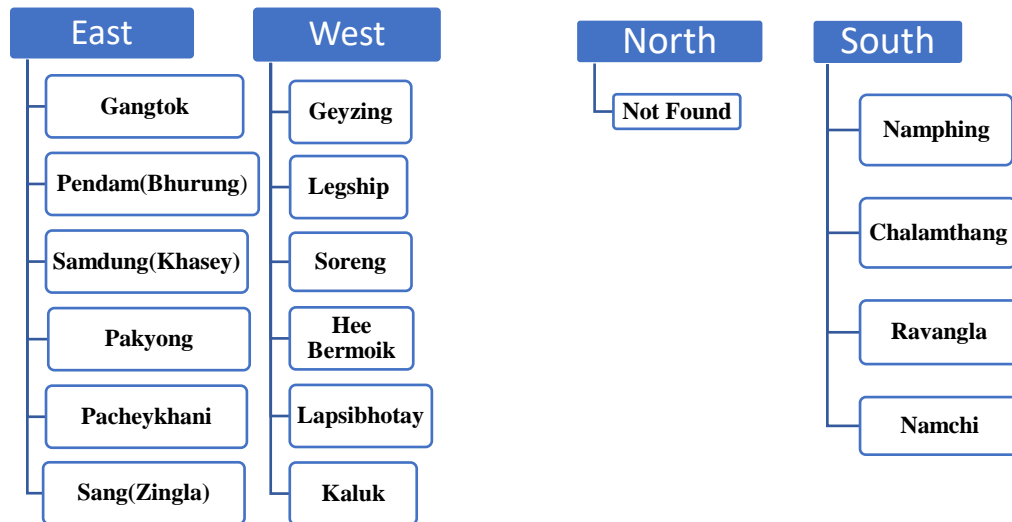 East
Gangtok
Pendam(Bhurung)
Samdung(Khasey)
Pakyong
Pacheykhani
Sang(Zingla)
West
Geyzing
Legship
Soreng
Hee
Bermoik
Lapsibhotay
Kaluk
North
Not Found
South
Namphing
Chalamthang
Ravangla
Namchi